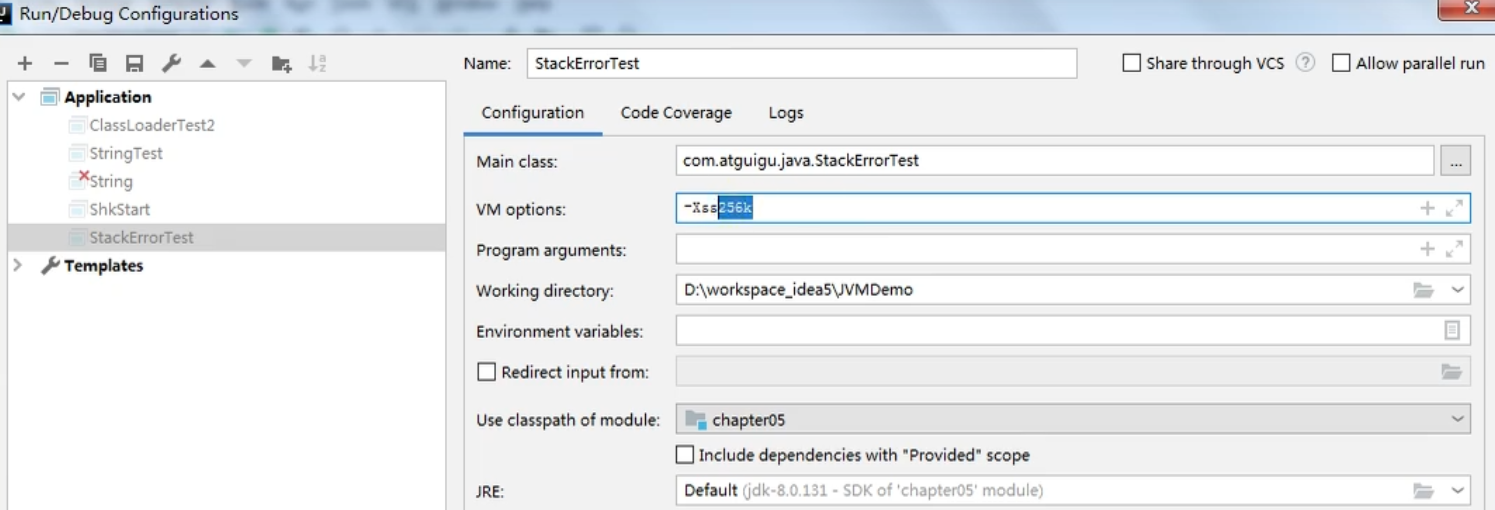 Run/Debug Configurations
Name: StackErrorTest
Share through VCS ? Allow parallel run
Application
ClassLoaderTest2
StringTest
String
ShkStart
StackErrorTest
Templates
Configuration Code Coverage Logs
Main class: com.atguigu.java.StackErrorTest ...
VM options: -Xss256k
Program arguments:
Working directory: D:\workspace_idea5\JVMDemo
Environment variables:
Redirect input from:
Use classpath of module: chapter05
Include dependencies with "Provided" scope
JRE: Default (jdk-8.0.131 - SDK of 'chapter05' module)